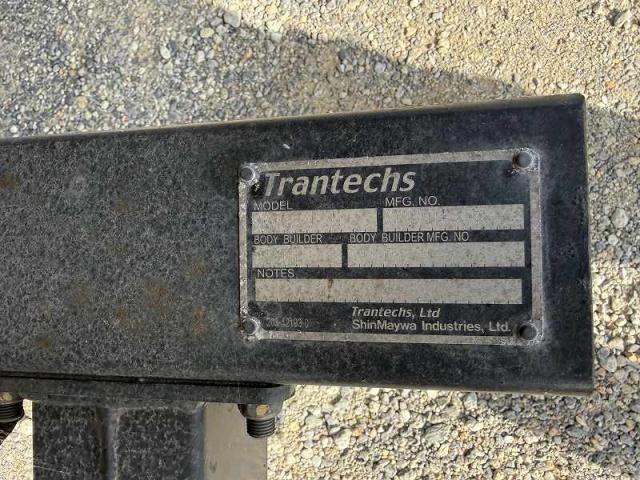 Trantechs
MODEL MFG. NO.
BODY BUILDER BODY BUILDER MFG. NO.
NOTES
Trantechs, Ltd
ShinMaywa Industries, Ltd.